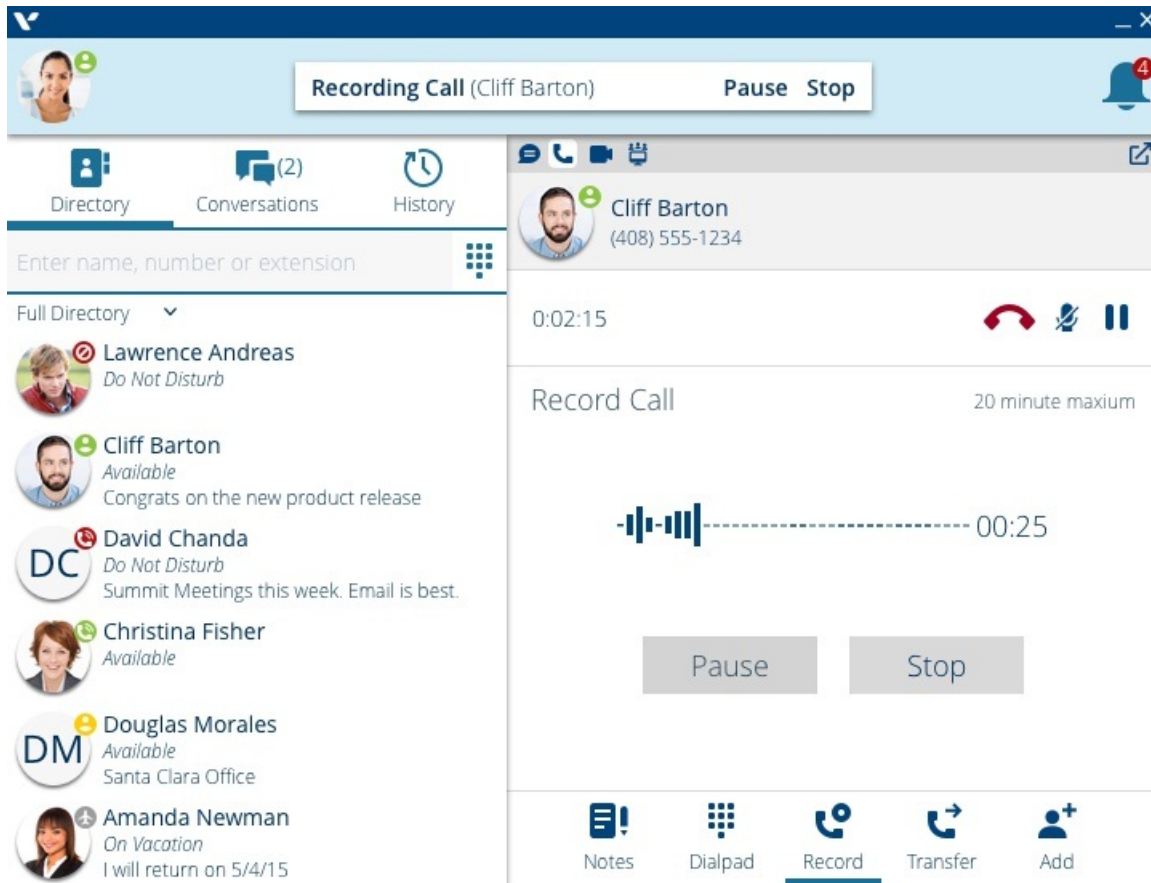 4
Recording Call (Cliff Barton) Pause Stop
Directory
(2)
Conversations
History
Enter name, number or extension
Full Directory
Lawrence Andreas
Do Not Disturb
Cliff Barton
Available
Congrats on the new product release
DC
David Chanda
Do Not Disturb
Summit Meetings this week. Email is best.
Christina Fisher
Available
DM
Douglas Morales
Available
Santa Clara Office
Amanda Newman
On Vacation
I will return on 5/4/15
Cliff Barton
(408) 555-1234
0:02:15
Record Call 20 minute maxium
00:25
Pause Stop
Notes Dialpad Record Transfer Add